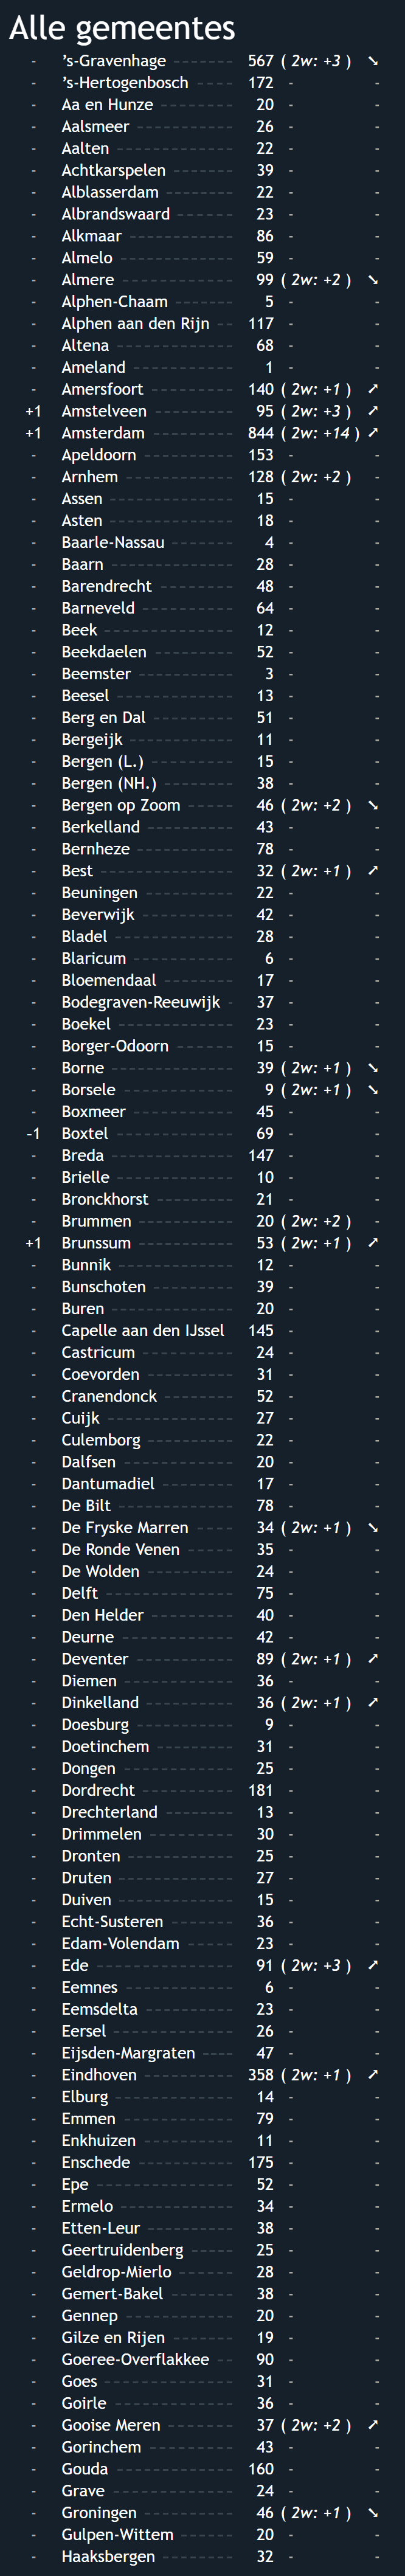 Alle gemeentes
- ’s-Gravenhage ------- 567 ( 2w: +3 ) ➘
- ’s-Hertogenbosch ----- 172 - -
- Aa en Hunze --------- 20 - -
- Aalsmeer ----------- 26 - -
- Aalten ------------- 22 - -
- Achtkarspelen ------- 39 - -
- Alblasserdam -------- 22 - -
- Albrandswaard ------- 23 - -
- Alkmaar ------------ 86 - -
- Almelo ------------- 59 - -
- Almere ------------- 99 ( 2w: +2 ) ➘
- Alphen-Chaam ------- 5 - -
- Alphen aan den Rijn -- 117 - -
- Altena ------------- 68 - -
- Ameland ----------- 1 - -
- Amersfoort ---------- 140 ( 2w: +1 ) ➚
+1 Amstelveen --------- 95 ( 2w: +3 ) ➚
+1 Amsterdam ---------- 844 ( 2w: +14 ) ➚
- Apeldoorn ---------- 153 - -
- Arnhem ------------ 128 ( 2w: +2 ) -
- Assen -------------- 15 - -
- Asten -------------- 18 - -
- Baarle-Nassau ------- 4 - -
- Baarn -------------- 28 - -
- Barendrecht --------- 48 - -
- Barneveld ----------- 64 - -
- Beek --------------- 12 - -
- Beekdaelen --------- 52 - -
- Beemster ----------- 3 - -
- Beesel ------------- 13 - -
- Berg en Dal --------- 51 - -
- Bergeijk ------------ 11 - -
- Bergen (L.) ---------- 15 - -
- Bergen (NH.) -------- 38 - -
- Bergen op Zoom ----- 46 ( 2w: +2 ) ➘
- Berkelland ---------- 43 - -
- Bernheze ----------- 78 - -
- Best --------------- 32 ( 2w: +1 ) ➚
- Beuningen ---------- 22 - -
- Beverwijk ---------- 42 - -
- Bladel ------------- 28 - -
- Blaricum ----------- 6 - -
- Bloemendaal -------- 17 - -
- Bodegraven-Reeuwijk - 37 - -
- Boekel ------------- 23 - -
- Borger-Odoorn ------- 15 - -
- Borne -------------- 39 ( 2w: +1 ) ➘
- Borsele ------------ 9 ( 2w: +1 ) ➘
- Boxmeer ----------- 45 - -
-1 Boxtel ------------- 69 - -
- Breda -------------- 147 - -
- Brielle ------------- 10 - -
- Bronckhorst --------- 21 - -
- Brummen ----------- 20 ( 2w: +2 ) -
+1 Brunssum ----------- 53 ( 2w: +1 ) ➚
- Bunnik ------------- 12 - -
- Bunschoten --------- 39 - -
- Buren -------------- 20 - -
- Capelle aan den IJssel 145 - -
- Castricum ---------- 24 - -
- Coevorden ---------- 31 - -
- Cranendonck -------- 52 - -
- Cuijk -------------- 27 - -
- Culemborg ---------- 22 - -
- Dalfsen ------------ 20 - -
- Dantumadiel -------- 17 - -
- De Bilt ------------- 78 - -
- De Fryske Marren ----- 34 ( 2w: +1 ) ➘
- De Ronde Venen ------ 35 - -
- De Wolden ---------- 24 - -
- Delft -------------- 75 - -
- Den Helder ---------- 40 - -
- Deurne ------------- 42 - -
- Deventer ----------- 89 ( 2w: +1 ) ➚
- Diemen ------------- 36 - -
- Dinkelland ---------- 36 ( 2w: +1 ) ➚
- Doesburg ----------- 9 - -
- Doetinchem --------- 31 - -
- Dongen ------------ 25 - -
- Dordrecht ---------- 181 - -
- Drechterland -------- 13 - -
- Drimmelen ---------- 30 - -
- Dronten ------------ 25 - -
- Druten ------------- 27 - -
- Duiven ------------- 15 - -
- Echt-Susteren ------- 36 - -
- Edam-Volendam ------ 23 - -
- Ede ---------------- 91 ( 2w: +3 ) ➚
- Eemnes ------------ 6 - -
- Eemsdelta ---------- 23 - -
- Eersel ------------- 26 - -
- Eijsden-Margraten ---- 47 - -
- Eindhoven ---------- 358 ( 2w: +1 ) ➚
- Elburg ------------- 14 - -
- Emmen ------------- 79 - -
- Enkhuizen ---------- 11 - -
- Enschede ----------- 175 - -
- Epe ---------------- 52 - -
- Ermelo ------------- 34 - -
- Etten-Leur ---------- 38 - -
- Geertruidenberg ----- 25 - -
- Geldrop-Mierlo ------ 28 - -
- Gemert-Bakel ------- 38 - -
- Gennep ------------ 20 - -
- Gilze en Rijen ------- 19 - -
- Goeree-Overflakkee -- 90 - -
- Goes --------------- 31 - -
- Goirle -------------- 36 - -
- Gooise Meren -------- 37 ( 2w: +2 ) ➚
- Gorinchem ---------- 43 - -
- Gouda ------------- 160 - -
- Grave -------------- 24 - -
- Groningen ---------- 46 ( 2w: +1 ) ➘
- Gulpen-Wittem ------ 20 - -
- Haaksbergen -------- 32 - -